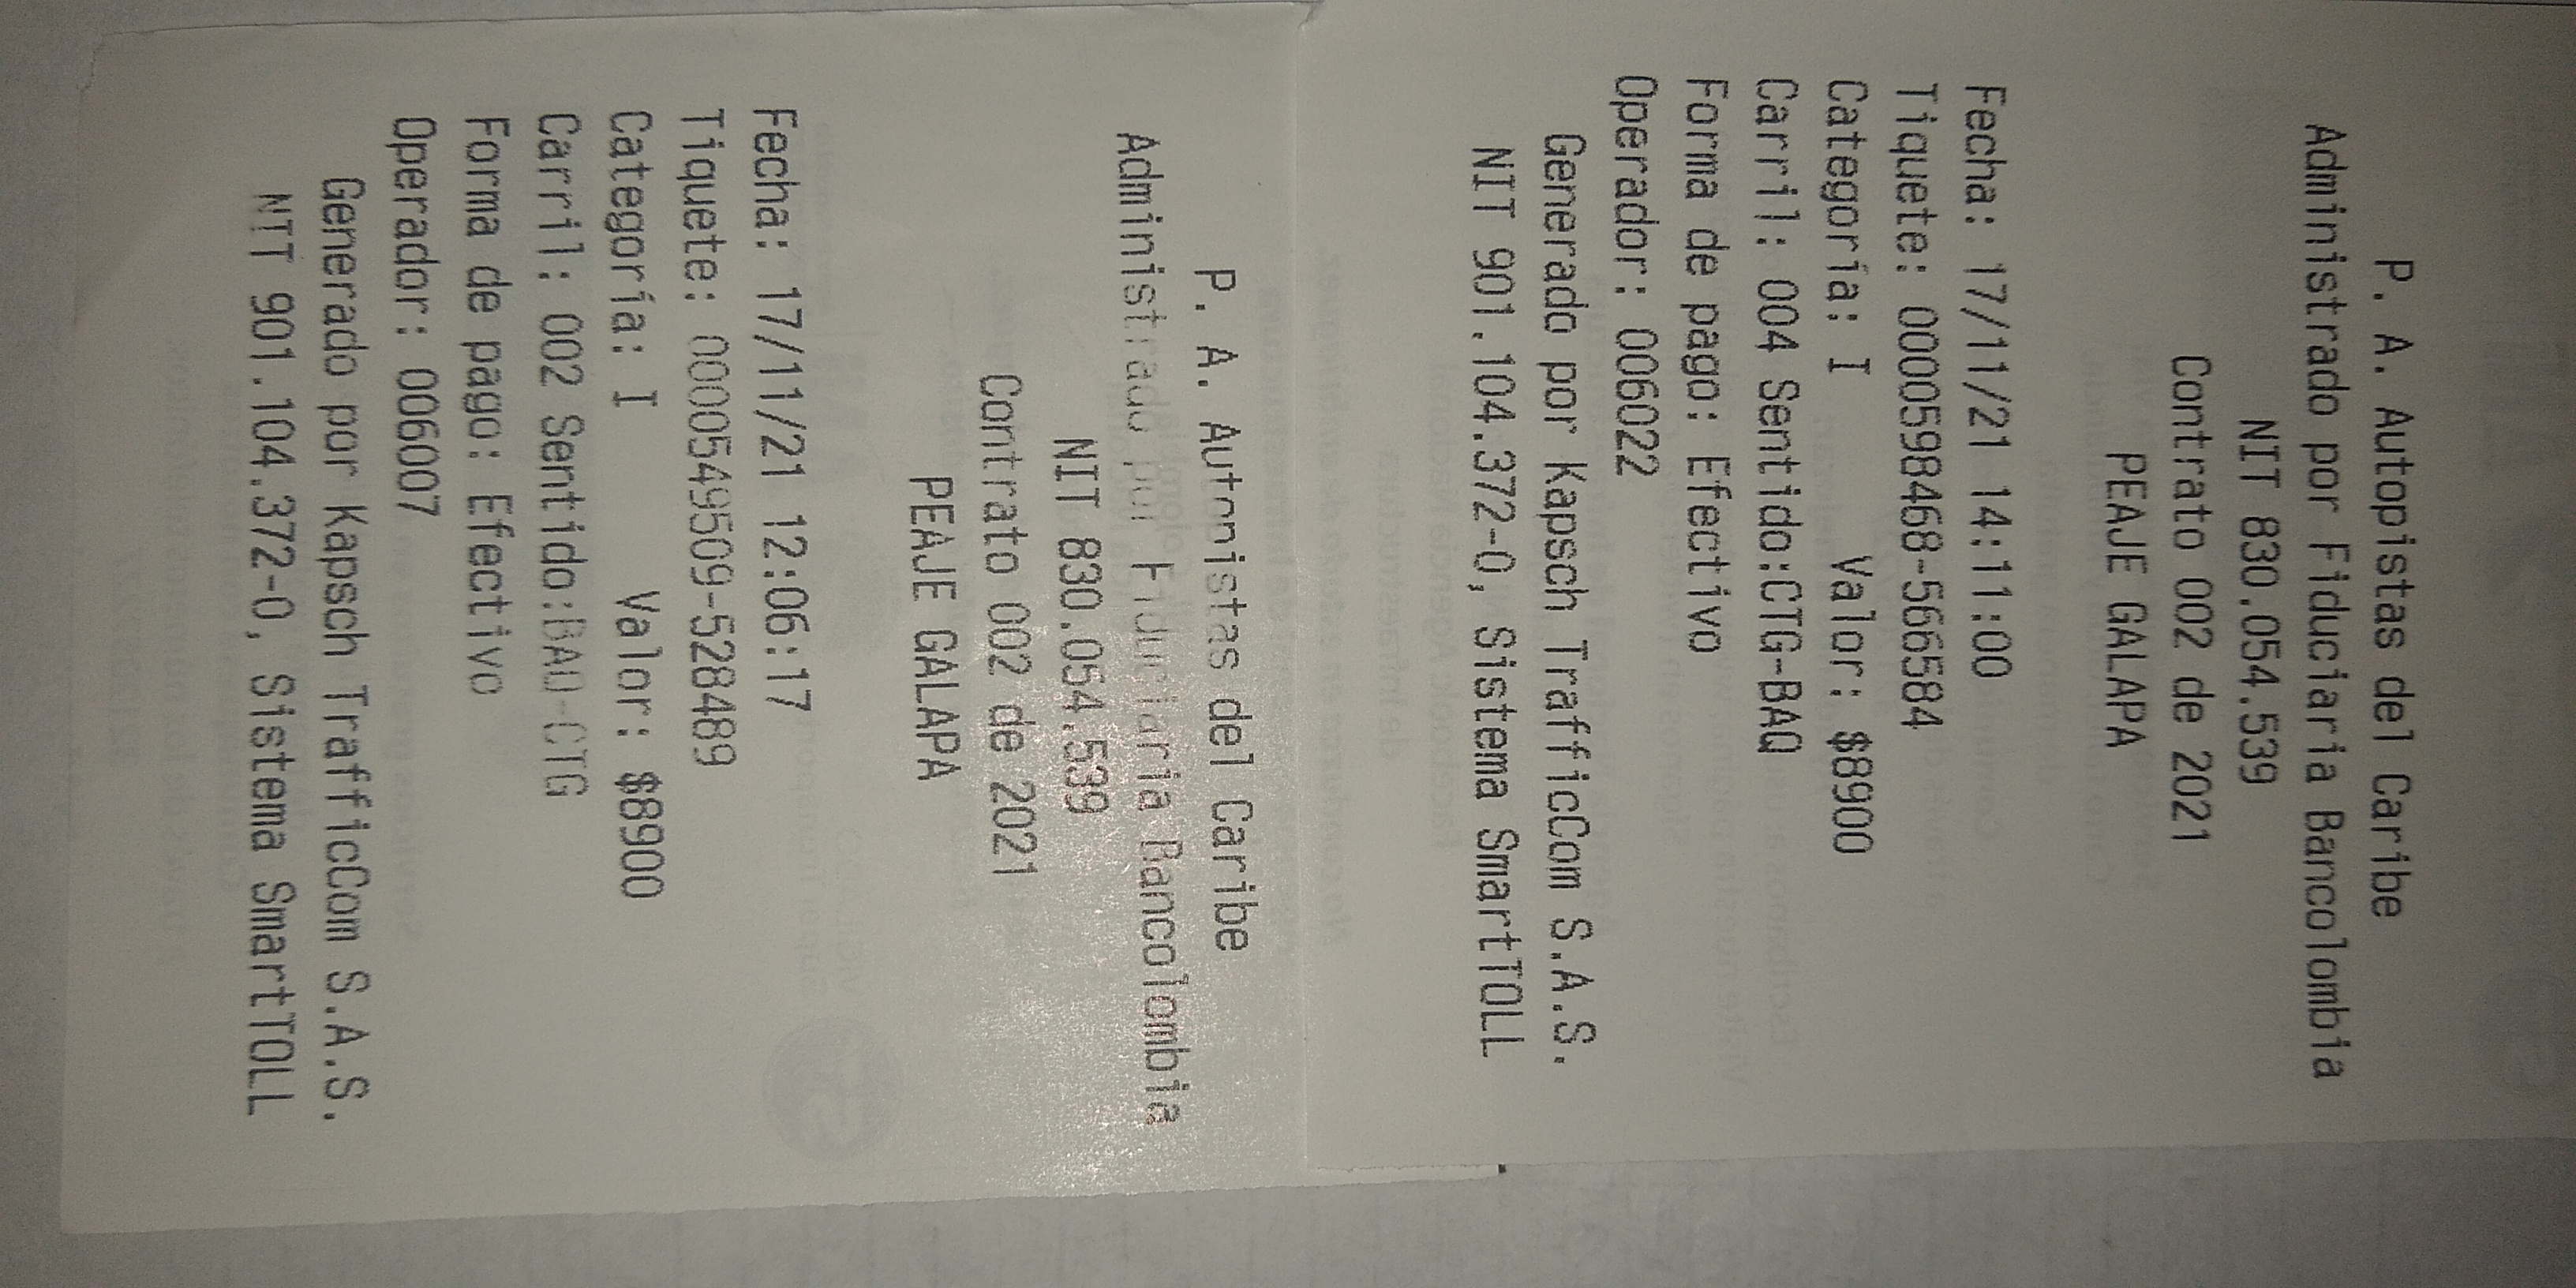 P. A. Autopistas del Caribe
Administrado por Fiduciaria Bancolombia
NIT 830.054.539
Contrato 002 de 2021
PEAJE GALAPA
Fecha: 17/11/21 14:11:00
Tiquete: 0000598468-566584
Categoría: I Valor: $8900
Carril: 004 Sentido:CTG-BAQ
Forma de pago: Efectivo
Operador: 006022
Generado por Kapsch TrafficCom S.A.S.
NIT 901.104.372-0, Sistema SmartTOLL
P. A. Autopistas del Caribe
Administrado por Fiduciaria Bancolombia
NIT 830.054.539
Contrato 002 de 2021
PEAJE GALAPA
Fecha: 17/11/21 12:06:17
Tiquete: 0000549509-528489
Categoría: I Valor: $8900
Carril: 002 Sentido:BAQ-CTG
Forma de pago: Efectivo
Operador: 006007
Generado por Kapsch TrafficCom S.A.S.
NIT 901.104.372-0, Sistema SmartTOLL